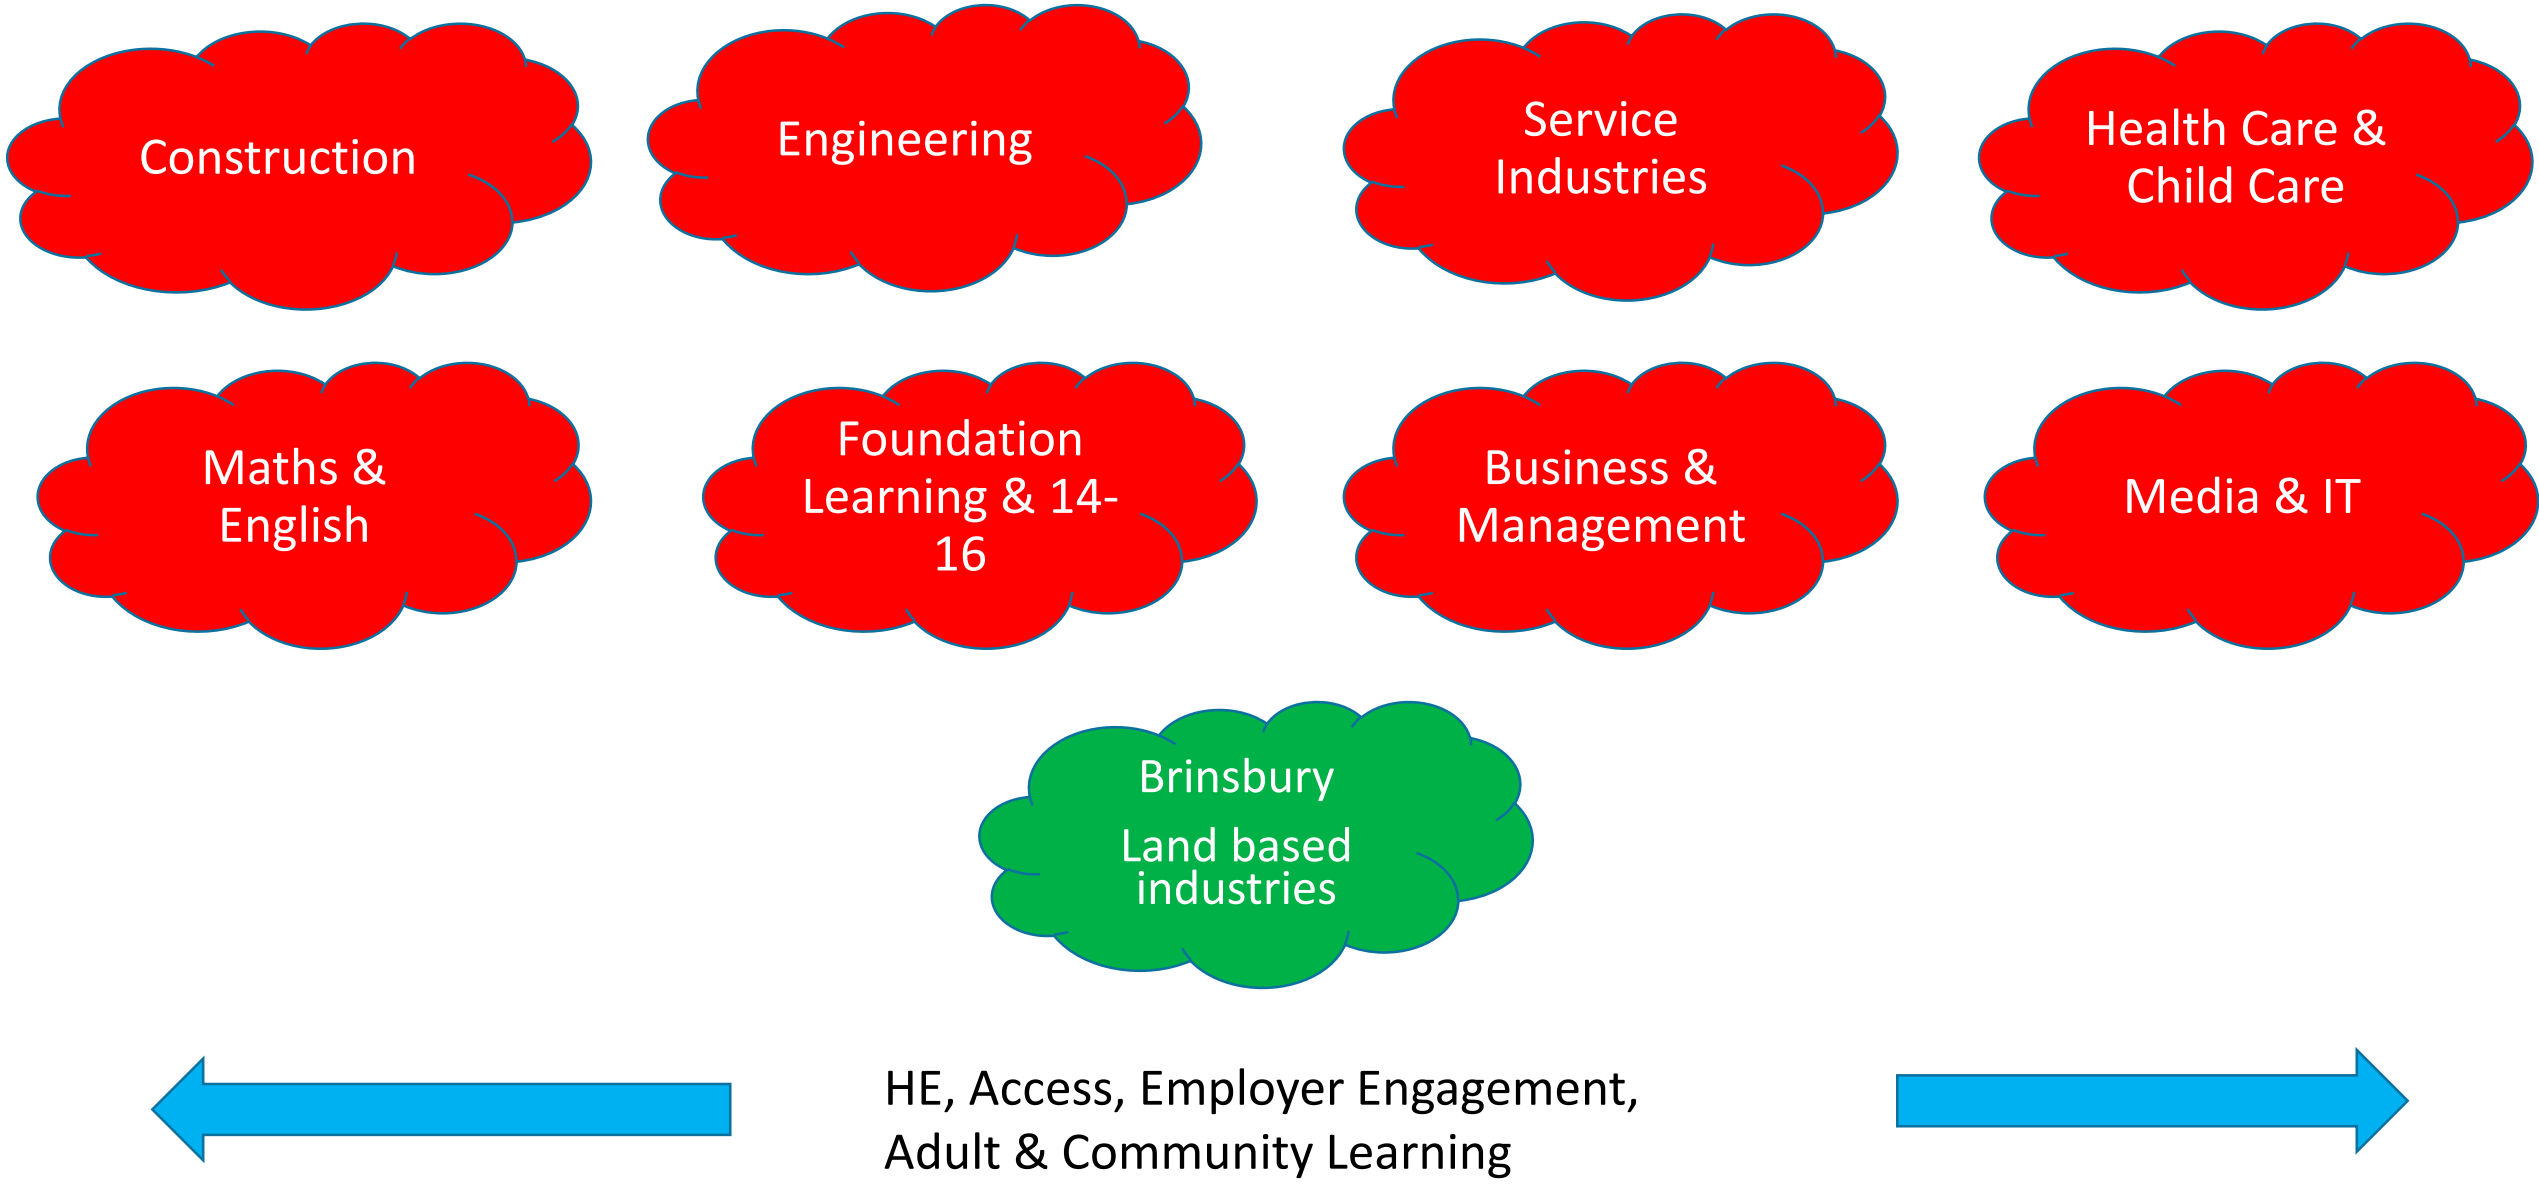 Construction
Engineering
Service
Industries
Health Care &
Child Care
Maths &
English
Foundation
Learning & 14-
16
Business &
Management
Media & IT
Brinsbury
Land based
industries
HE, Access, Employer Engagement,
Adult & Community Learning